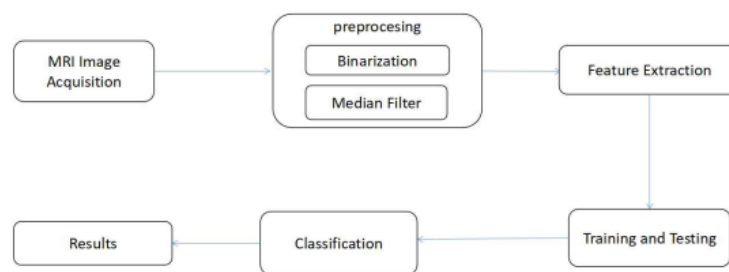 MRI Image
Acquisition
preprocesing
Binarization
Median Filter
Feature Extraction
Training and Testing
Classification
Results